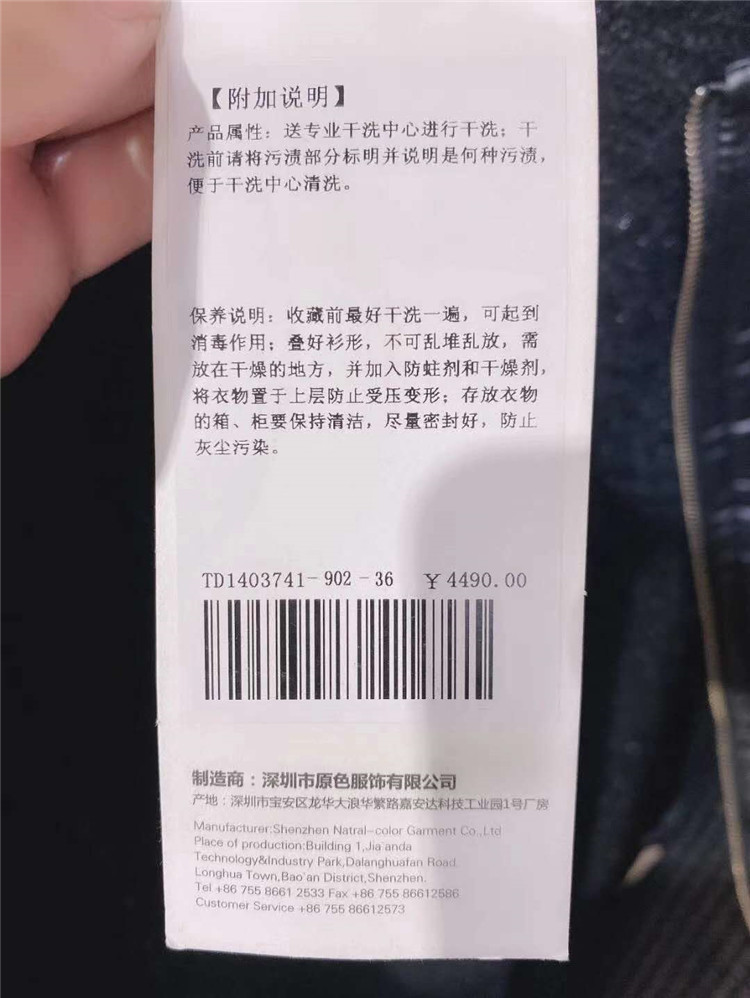 【附加说明】
产品属性：送专业干洗中心进行干洗；干
洗前请将污渍部分标明并说明是何种污渍，
便于干洗中心清洗。
保养说明：收藏前最好干洗一遍，可起到
消毒作用；叠好衫形，不可乱堆乱放，需
放在干燥的地方，并加入防蛀剂和干燥剂，
将衣物置于上层防止受压变形；存放衣物
的箱、柜要保持清洁，尽量密封好，防止
灰尘污染。
TD1403741-902-36 ￥4490.00
制造商：深圳市原色服饰有限公司
产地：深圳市宝安区龙华大浪华繁路嘉安达科技工业园1号厂房
Manufacturer:Shenzhen Natral-color Garment Co.,Ltd
Place of production:Building 1,Jia'anda
Technology&Industry Park,Dalanghuafan Road.
Longhua Town,Bao'an District,Shenzhen.
Tel +86 755 8661 2533 Fax +86 755 86612586
Customer Service +86 755 86612573